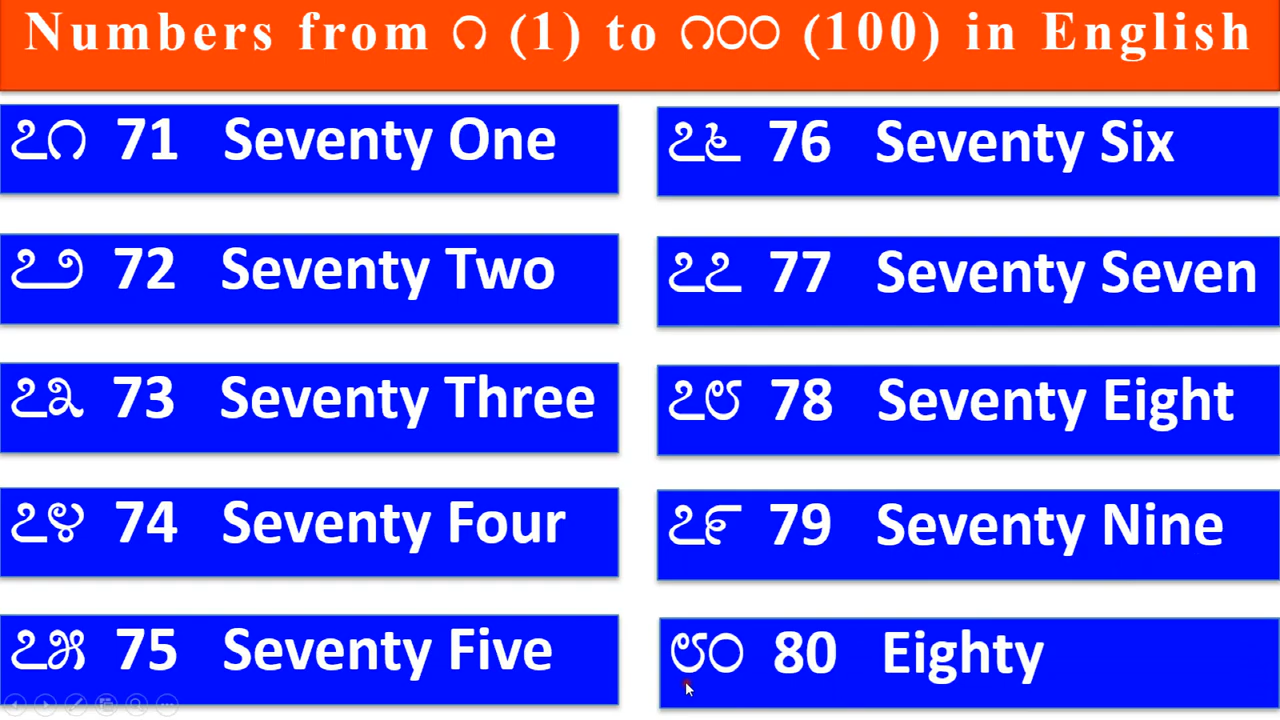 Numbers from ೧ (1) to ೧೦೦ (100) in English
೭೧ 71 Seventy One
೭೨ 72 Seventy Two
೭೩ 73 Seventy Three
೭೪ 74 Seventy Four
೭೫ 75 Seventy Five
೭೬ 76 Seventy Six
೭೭ 77 Seventy Seven
೭೮ 78 Seventy Eight
೭೯ 79 Seventy Nine
೮೦ 80 Eighty